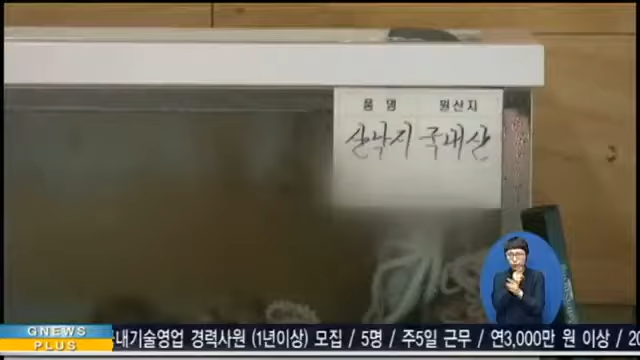 품 명 원산지
산낙지 국내산
GNEWS
PLUS
내기술영업 경력사원 (1년이상) 모집 / 5명 / 주5일 근무 / 연3,000만 원 이상 / 20